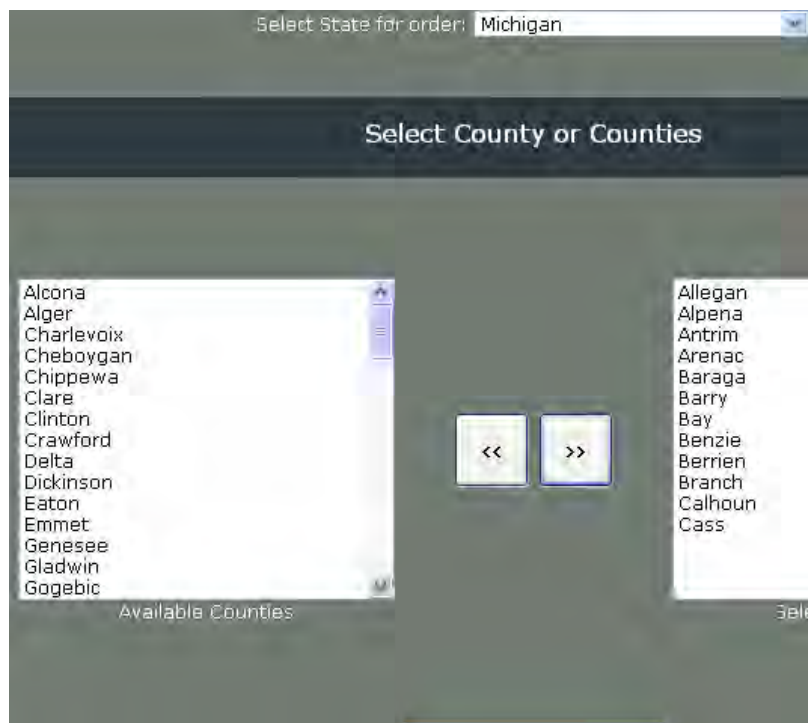 Select State for order: Michigan
Select County or Counties
Alcona
Alger
Charlevoix
Cheboygan
Chippewa
Clare
Clinton
Crawford
Delta
Dickinson
Eaton
Emmet
Genesee
Gladwin
Gogebic
Available Counties
<< >>
Allegan
Alpena
Antrim
Arenac
Baraga
Barry
Bay
Benzie
Berrien
Branch
Calhoun
Cass